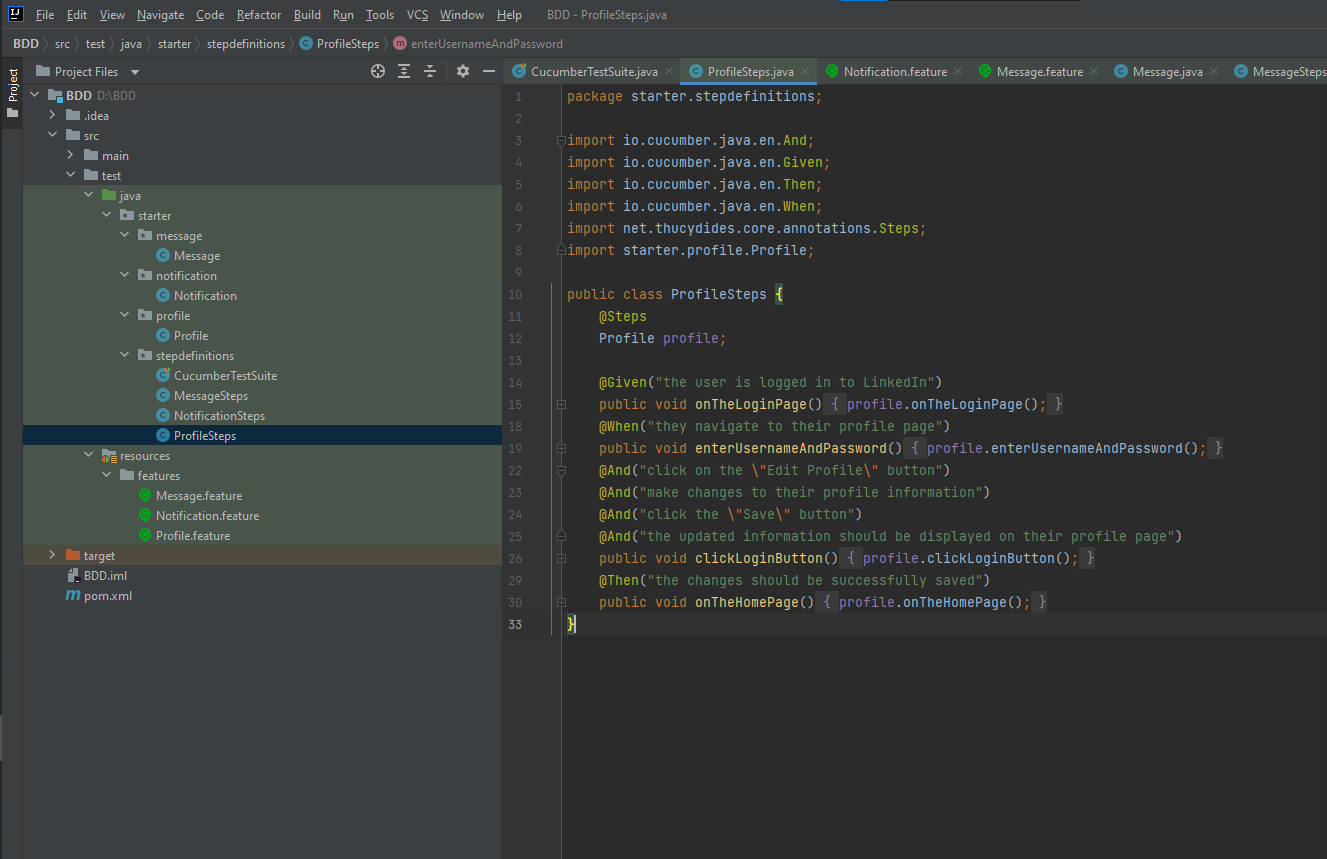 File Edit View Navigate Code Refactor Build Run Tools VCS Window Help BDD - ProfileSteps.java
BDD src test java starter stepdefinitions ProfileSteps enterUsernameAndPassword
Project
Project Files
BDD D:\BDD
.idea
src
main
test
java
starter
message
Message
notification
Notification
profile
Profile
stepdefinitions
CucumberTestSuite
MessageSteps
NotificationSteps
ProfileSteps
resources
features
Message.feature
Notification.feature
Profile.feature
target
BDD.iml
pom.xml
CucumberTestSuite.java ProfileSteps.java Notification.feature Message.feature Message.java MessageSteps
1 package starter.stepdefinitions;
2
3 import io.cucumber.java.en.And;
4 import io.cucumber.java.en.Given;
5 import io.cucumber.java.en.Then;
6 import io.cucumber.java.en.When;
7 import net.thucydides.core.annotations.Steps;
8 import starter.profile.Profile;
9
10 public class ProfileSteps {
11 @Steps
12 Profile profile;
13
14 @Given("the user is logged in to LinkedIn")
15 public void onTheLoginPage() { profile.onTheLoginPage(); }
18 @When("they navigate to their profile page")
19 public void enterUsernameAndPassword() { profile.enterUsernameAndPassword(); }
22 @And("click on the \"Edit Profile\" button")
23 @And("make changes to their profile information")
24 @And("click the \"Save\" button")
25 @And("the updated information should be displayed on their profile page")
26 public void clickLoginButton() { profile.clickLoginButton(); }
29 @Then("the changes should be successfully saved")
30 public void onTheHomePage() { profile.onTheHomePage(); }
33 }